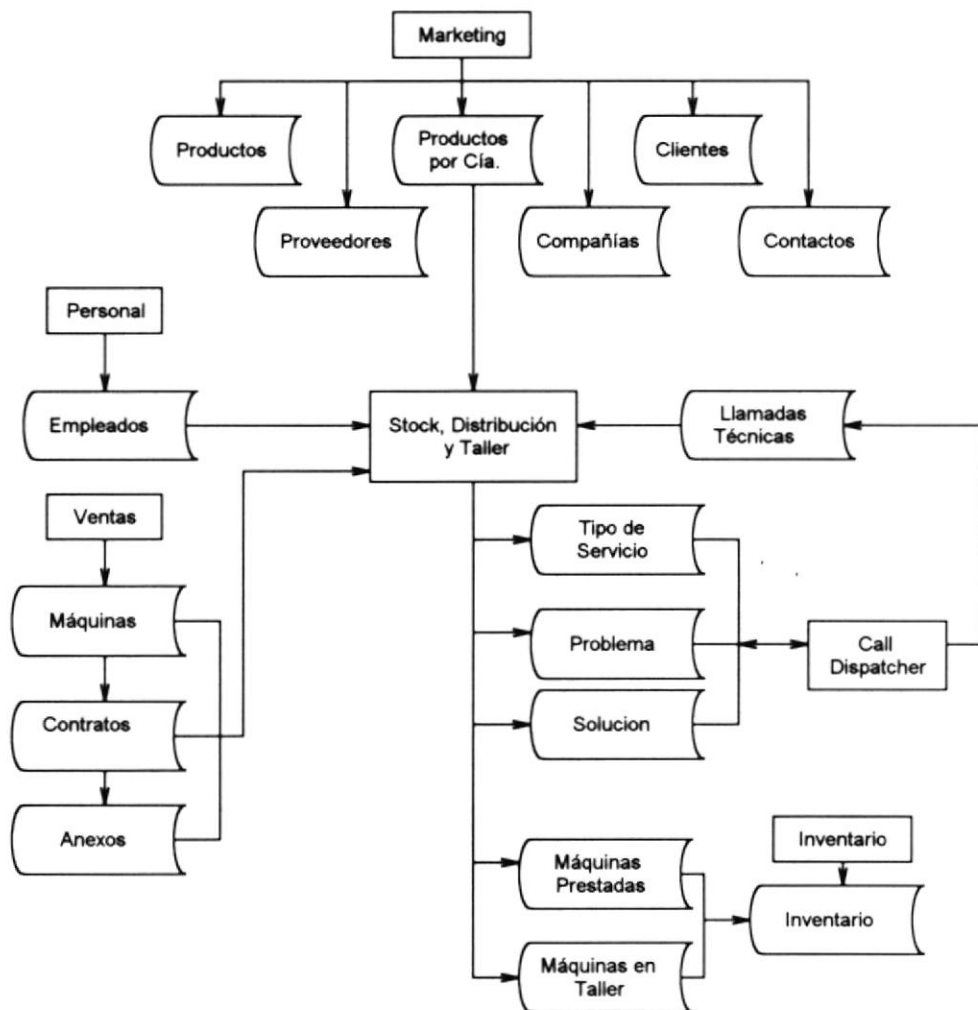 Marketing
Productos
Productos
por Cía.
Clientes
Proveedores
Compañías
Contactos
Personal
Empleados
Stock, Distribución
y Taller
Llamadas
Técnicas
Ventas
Tipo de
Servicio
Máquinas
Problema
Call
Dispatcher
Contratos
Solucion
Anexos
Máquinas
Prestadas
Inventario
Inventario
Máquinas en
Taller